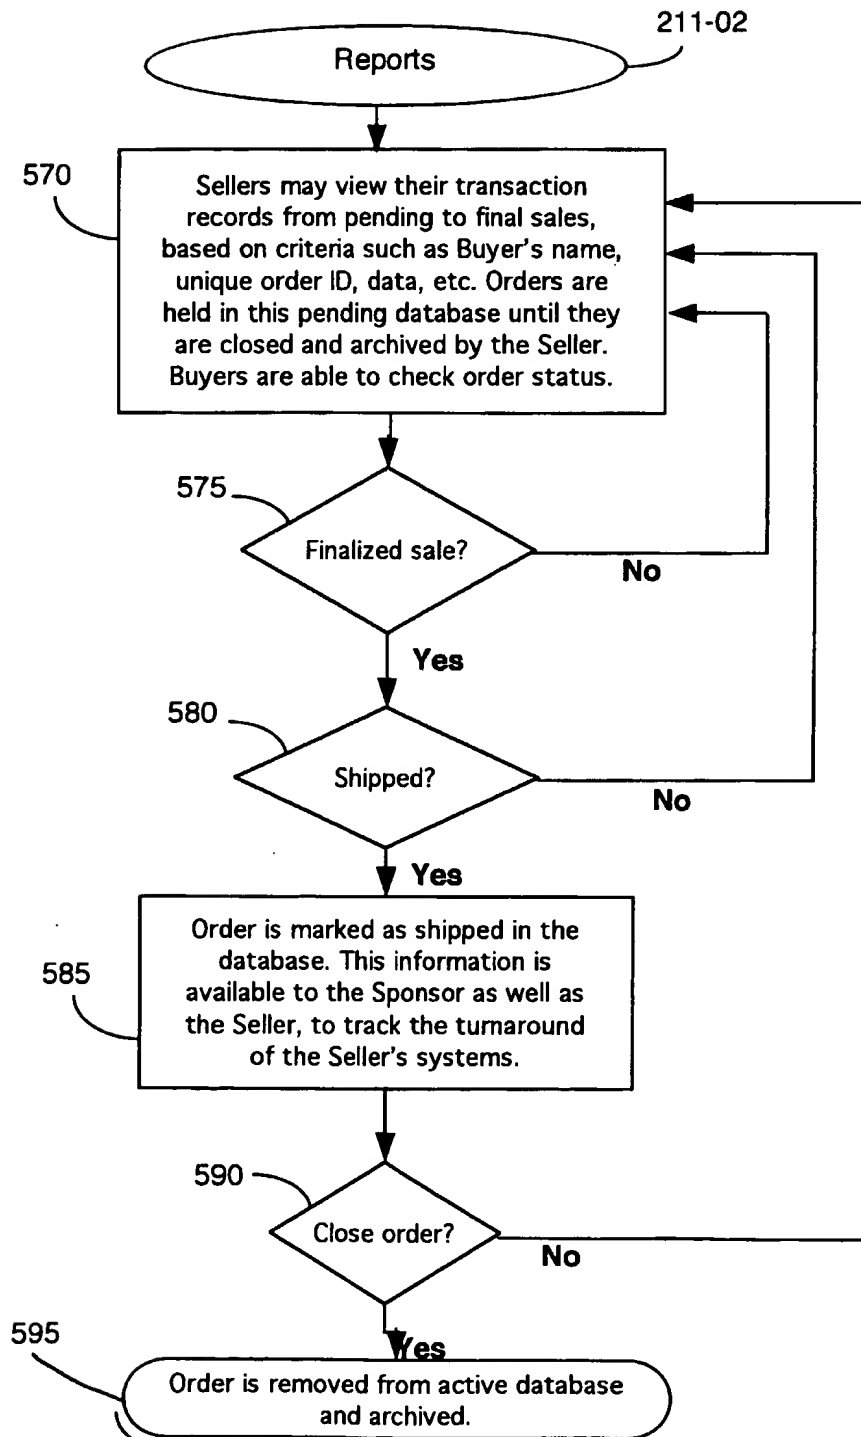 211-02
Reports
570
Sellers may view their transaction
records from pending to final sales,
based on criteria such as Buyer's name,
unique order ID, data, etc. Orders are
held in this pending database until they
are closed and archived by the Seller.
Buyers are able to check order status.
575
Finalized sale?
No
Yes
580
Shipped?
No
Yes
585
Order is marked as shipped in the
database. This information is
available to the Sponsor as well as
the Seller, to track the turnaround
of the Seller's systems.
590
Close order?
No
Yes
595
Order is removed from active database
and archived.